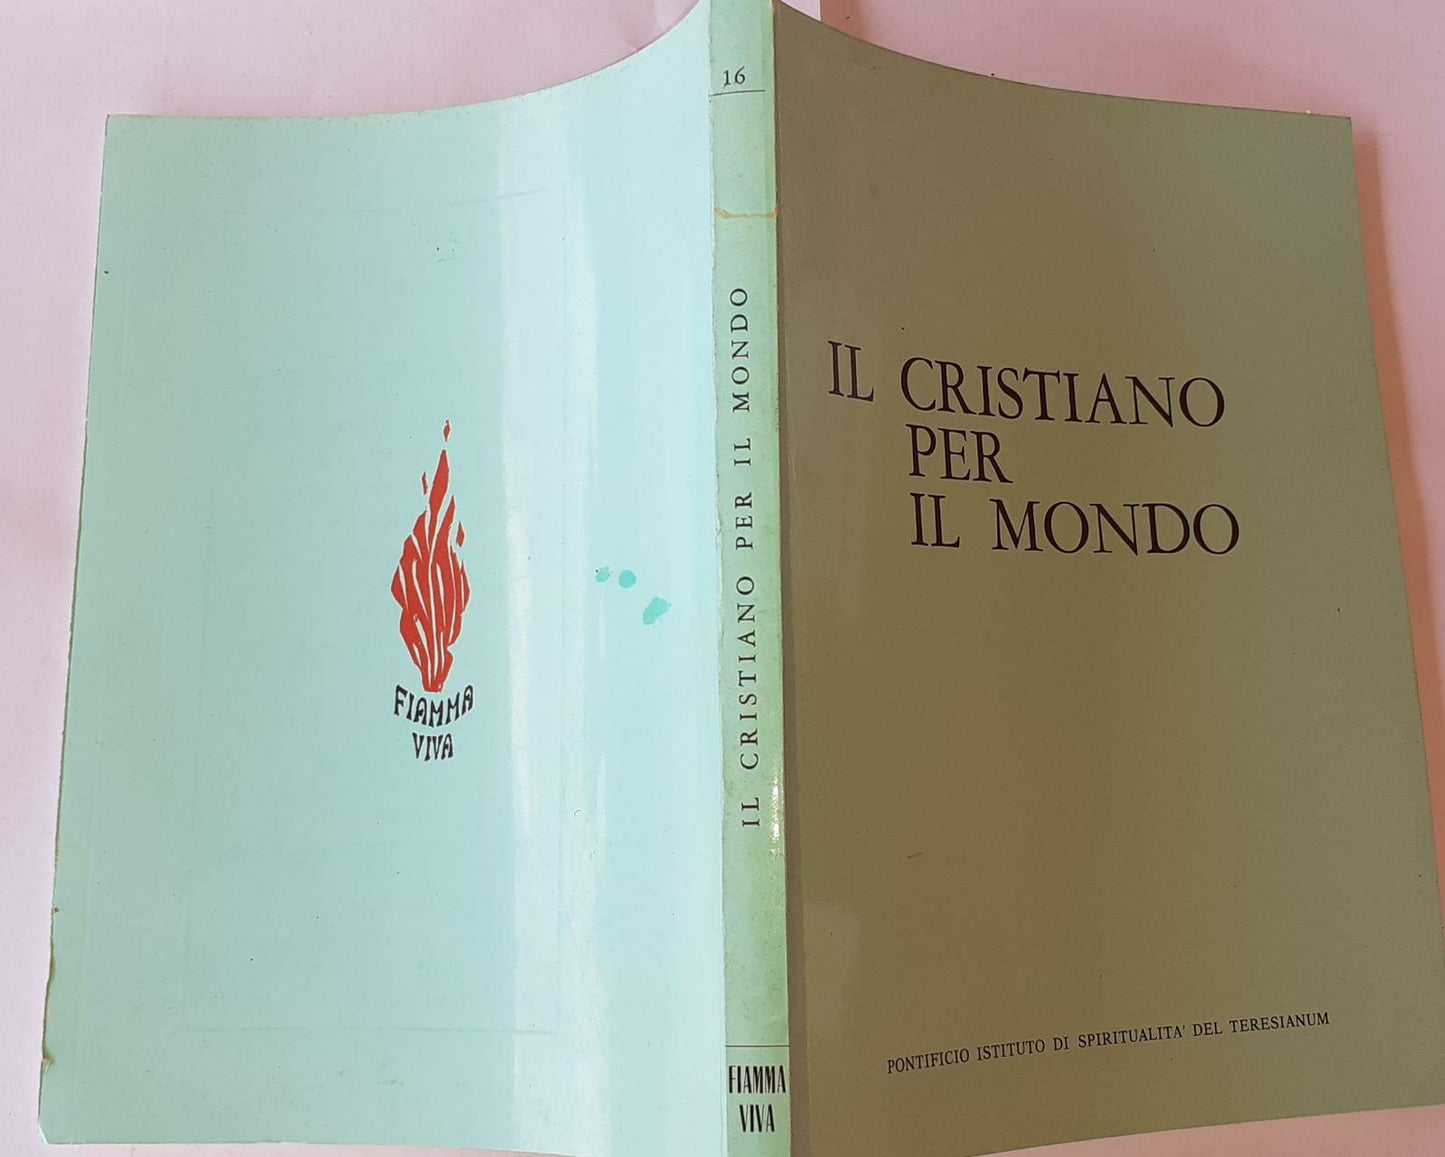 FIAMMA
VIVA
16
IL CRISTIANO PER IL MONDO
FIAMMA
VIVA
IL CRISTIANO
PER
IL MONDO
PONTIFICIO ISTITUTO DI SPIRITUALITA' DEL TERESIANUM